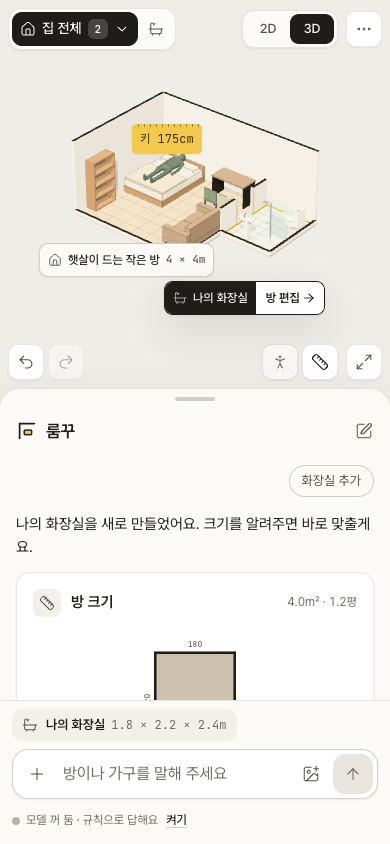 집 전체 2
2D 3D
키 175cm
햇살이 드는 작은 방 4 × 4m
나의 화장실 방 편집 →
룸꾸
화장실 추가
나의 화장실을 새로 만들었어요. 크기를 알려주면 바로 맞출게
요.
방 크기 4.0m² · 1.2평
180
나의 화장실 1.8 × 2.2 × 2.4m
방이나 가구를 말해 주세요
모델 꺼 둠 · 규칙으로 답해요 켜기